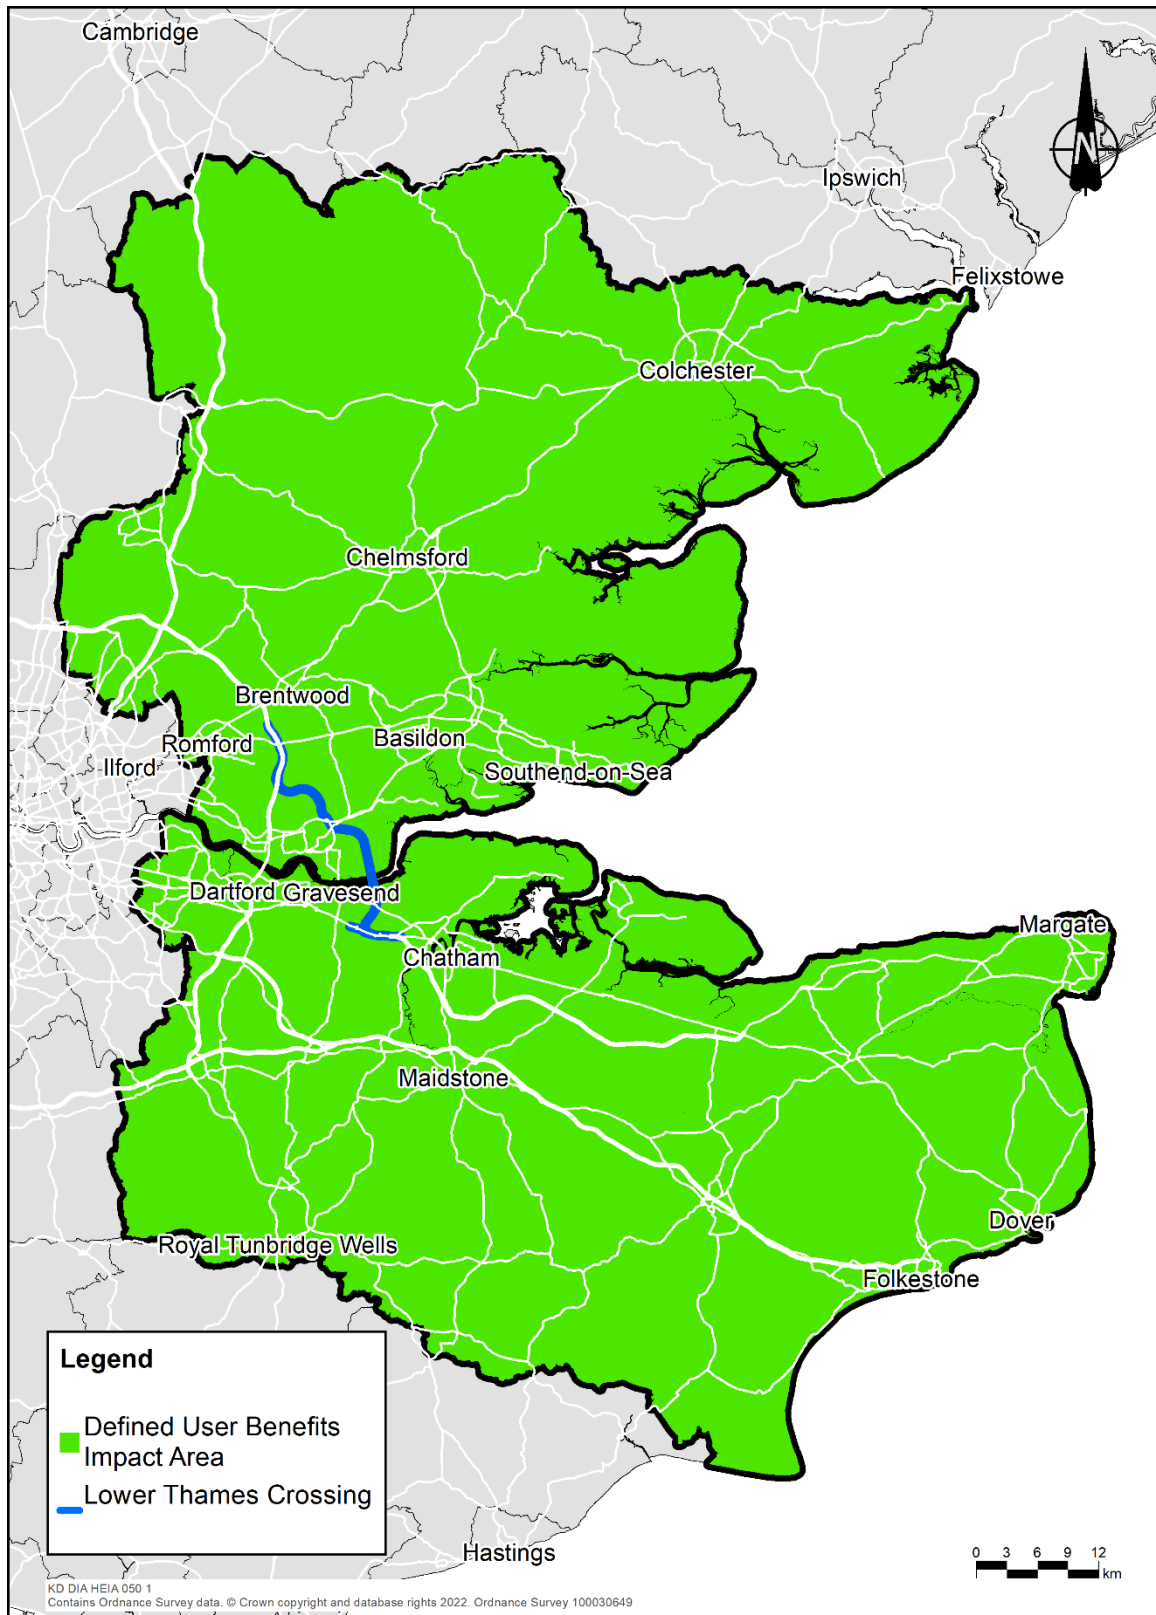 Cambridge
N
Ipswich
Felixstowe
Colchester
Chelmsford
Brentwood
Romford
Basildon
Ilford
Southend-on-Sea
Dartford
Gravesend
Margate
Chatham
Maidstone
Dover
Royal Tunbridge Wells
Folkestone
Legend
Defined User Benefits
Impact Area
Lower Thames Crossing
Hastings
0 3 6 9 12
km
KD DIA HEIA 050 1
Contains Ordnance Survey data. © Crown copyright and database rights 2022. Ordnance Survey 100030649